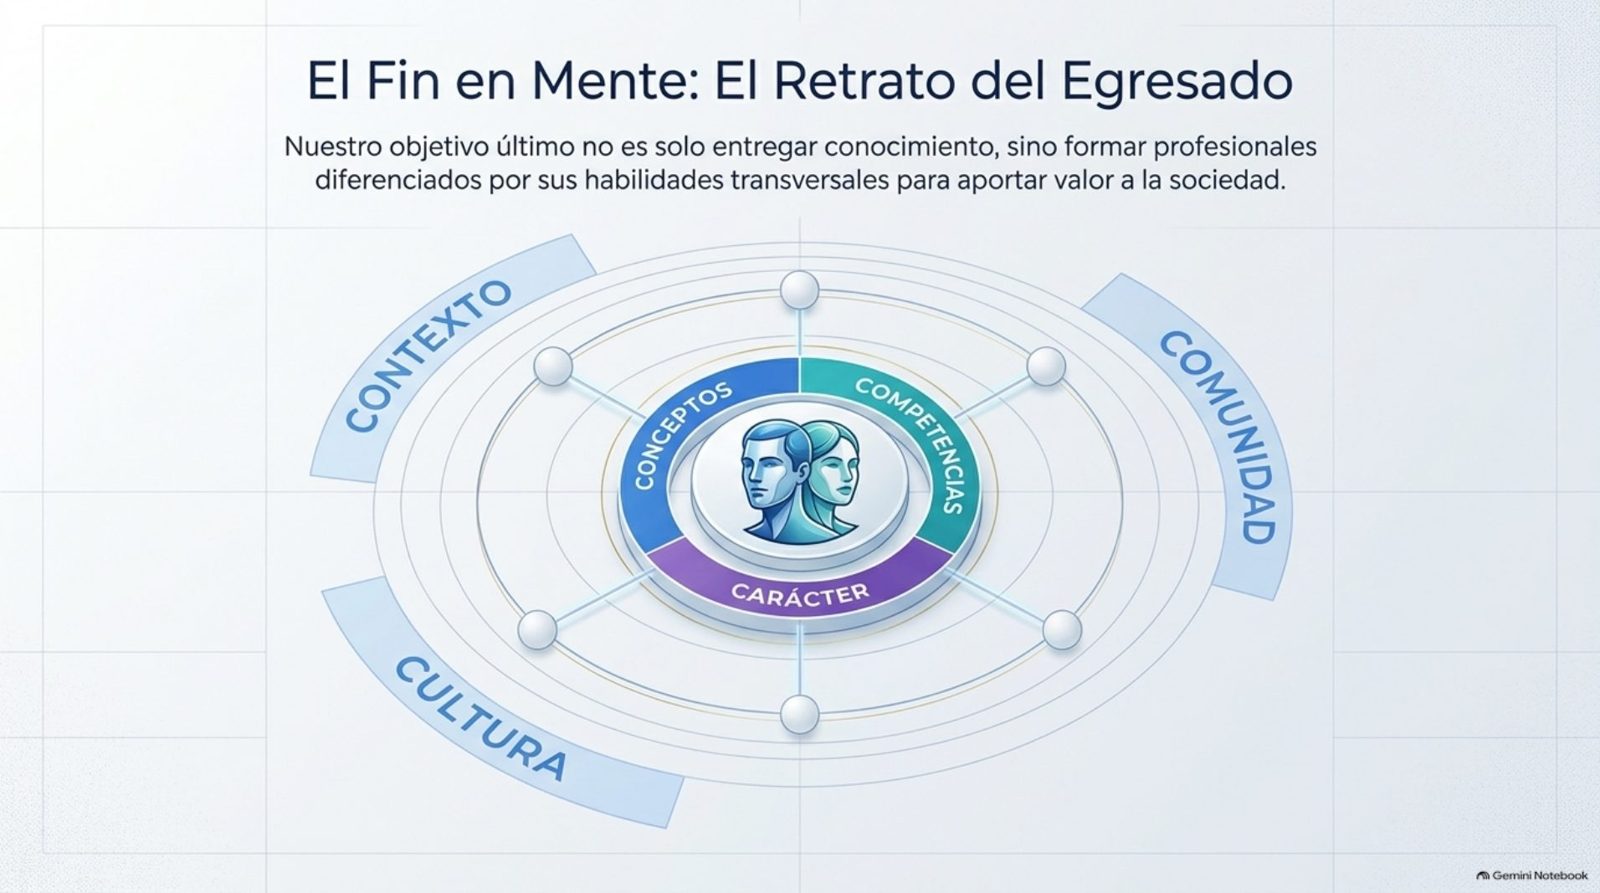 El Fin en Mente: El Retrato del Egresado
Nuestro objetivo último no es solo entregar conocimiento, sino formar profesionales
diferenciados por sus habilidades transversales para aportar valor a la sociedad.
CONTEXTO
COMUNIDAD
CONCEPTOS
COMPETENCIAS
CARÁCTER
CULTURA
Gemini Notebook